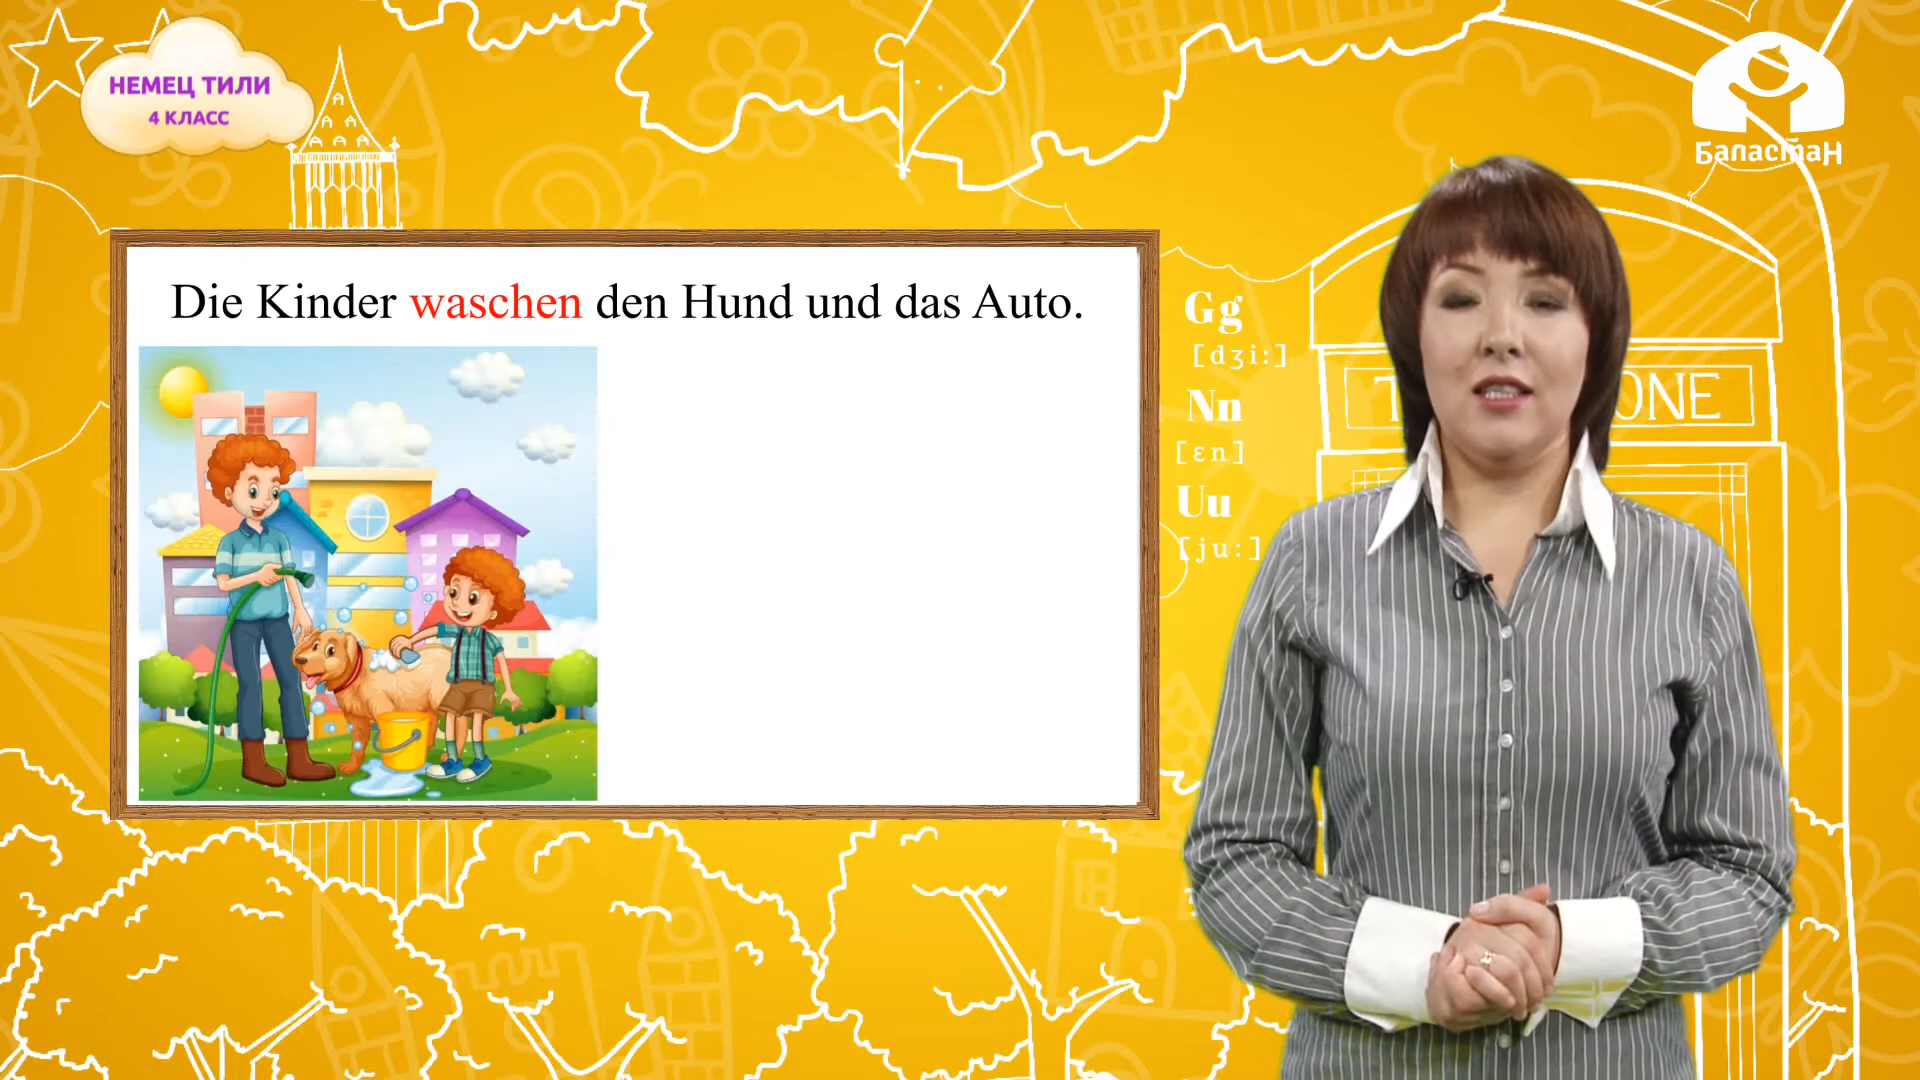 НЕМЕЦ ТИЛИ
4 КЛАСС
Баластан
Die Kinder waschen den Hund und das Auto.
Gg
[dʒi:]
Nn
[ɛn]
Uu
[ju:]
ONE